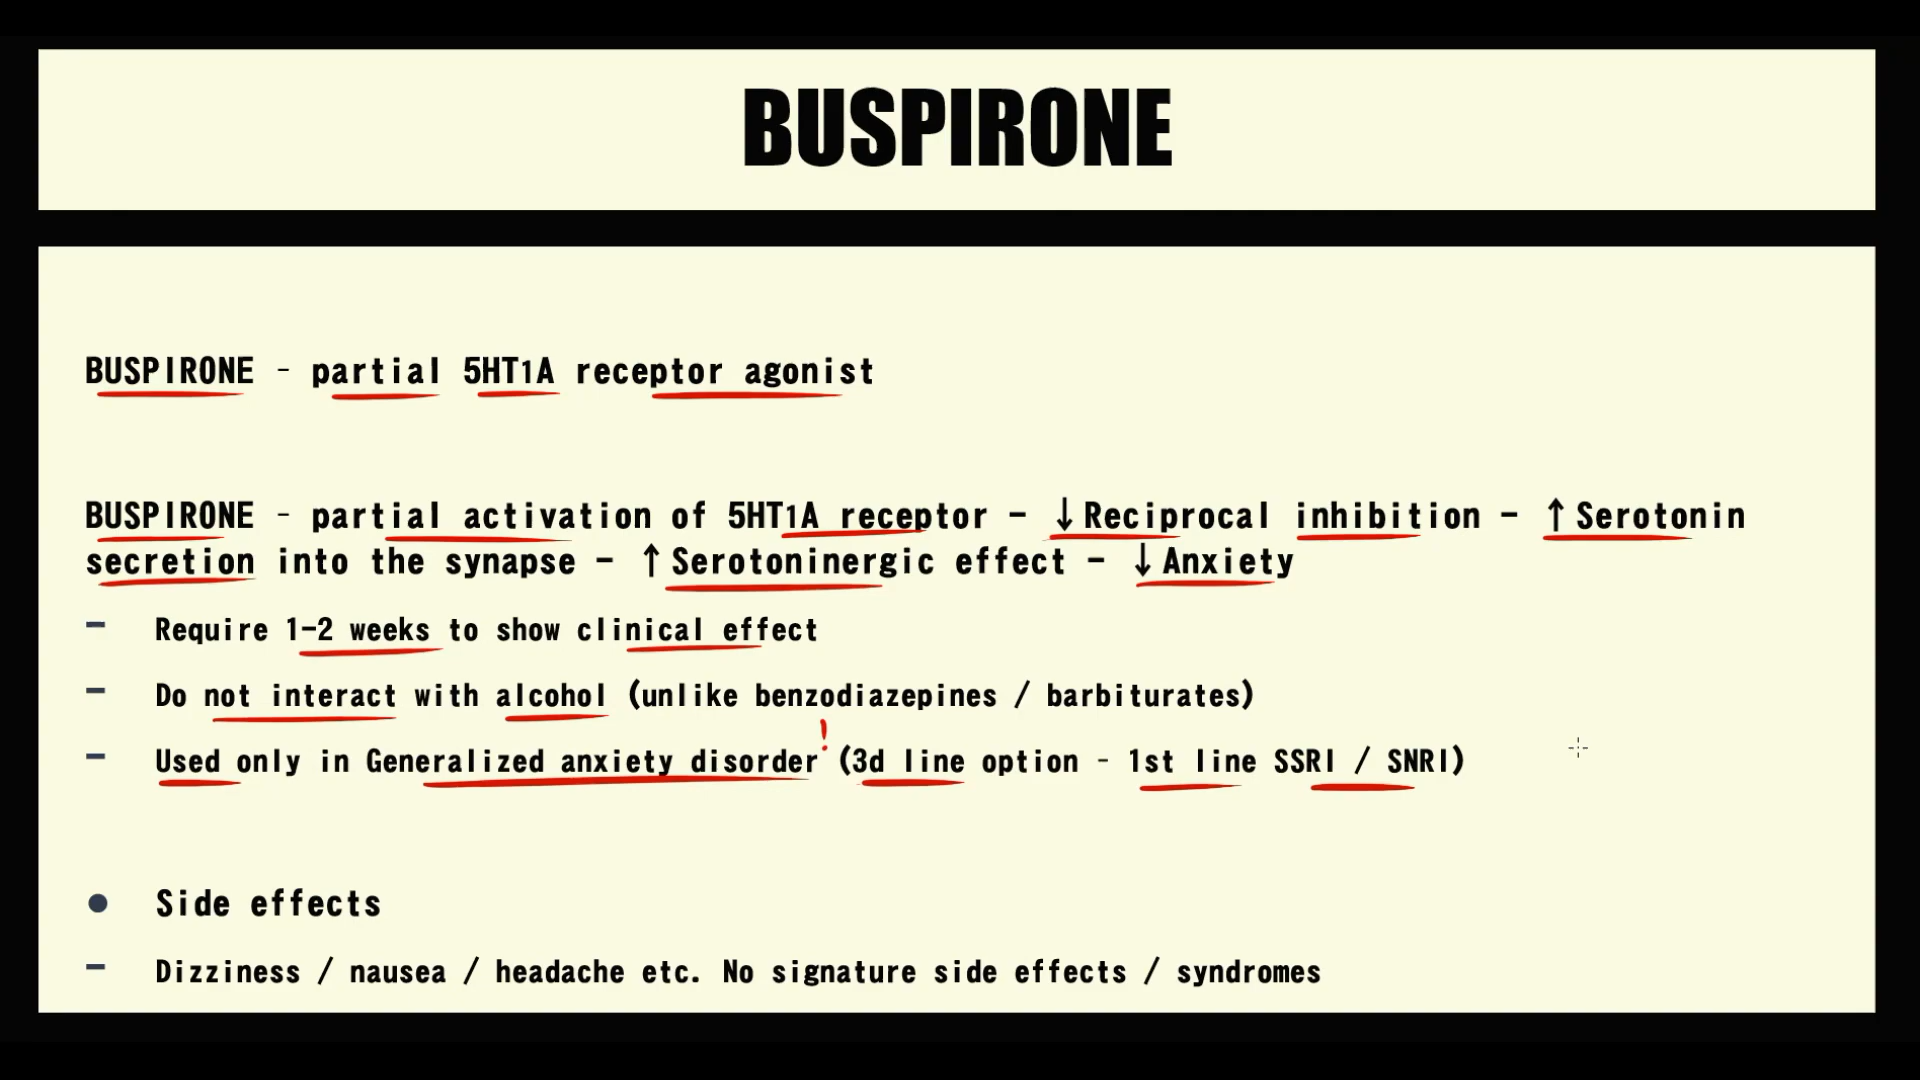 BUSPIRONE
BUSPIRONE - partial 5HT1A receptor agonist
BUSPIRONE - partial activation of 5HT1A receptor - ↓Reciprocal inhibition - ↑Serotonin
secretion into the synapse - ↑Serotoninergic effect - ↓Anxiety
- Require 1-2 weeks to show clinical effect
- Do not interact with alcohol (unlike benzodiazepines / barbiturates)
- Used only in Generalized anxiety disorder! (3d line option - 1st line SSRI / SNRI)
● Side effects
- Dizziness / nausea / headache etc. No signature side effects / syndromes